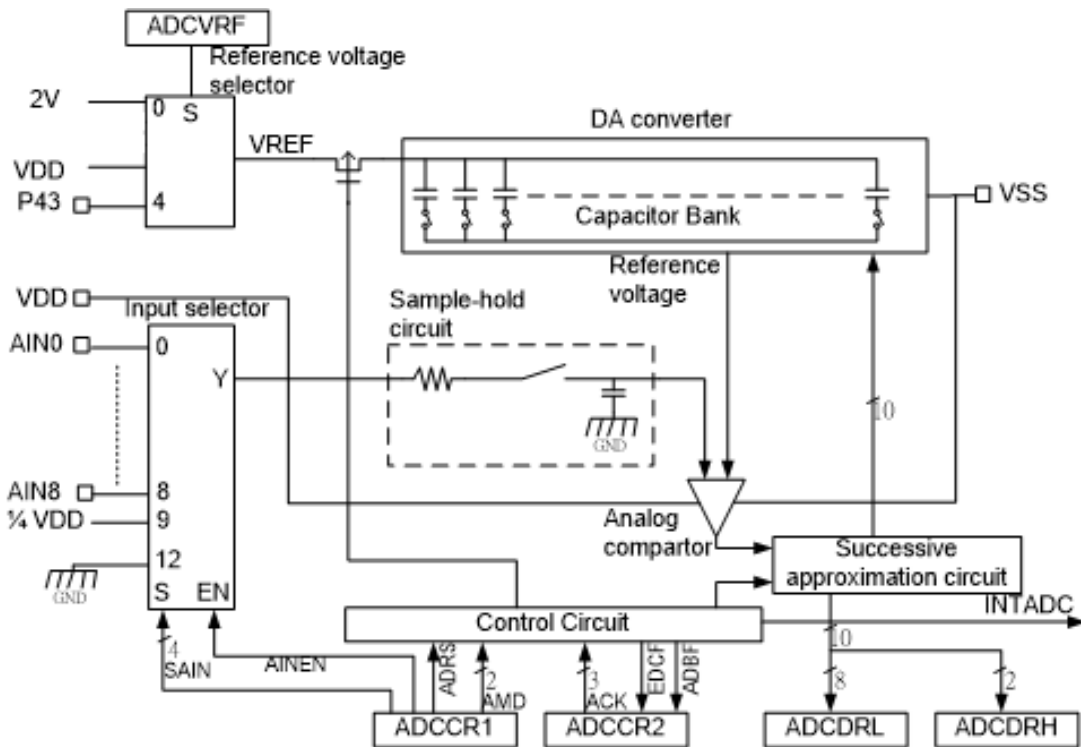 ADCVRF
Reference voltage
selector
2V
0
S
VDD
P43
4
VREF
DA converter
Capacitor Bank
VSS
Reference
voltage
VDD
Input selector
Sample-hold
circuit
AIN0
0
Y
GND
10
AIN8
8
¼ VDD
9
12
GND
S
EN
Analog
compartor
Successive
approximation circuit
Control Circuit
INTADC
4
SAIN
AINEN
ADRS
2
AMD
3
ACK
EDCF
ADBF
10
8
2
ADCCR1
ADCCR2
ADCDRL
ADCDRH